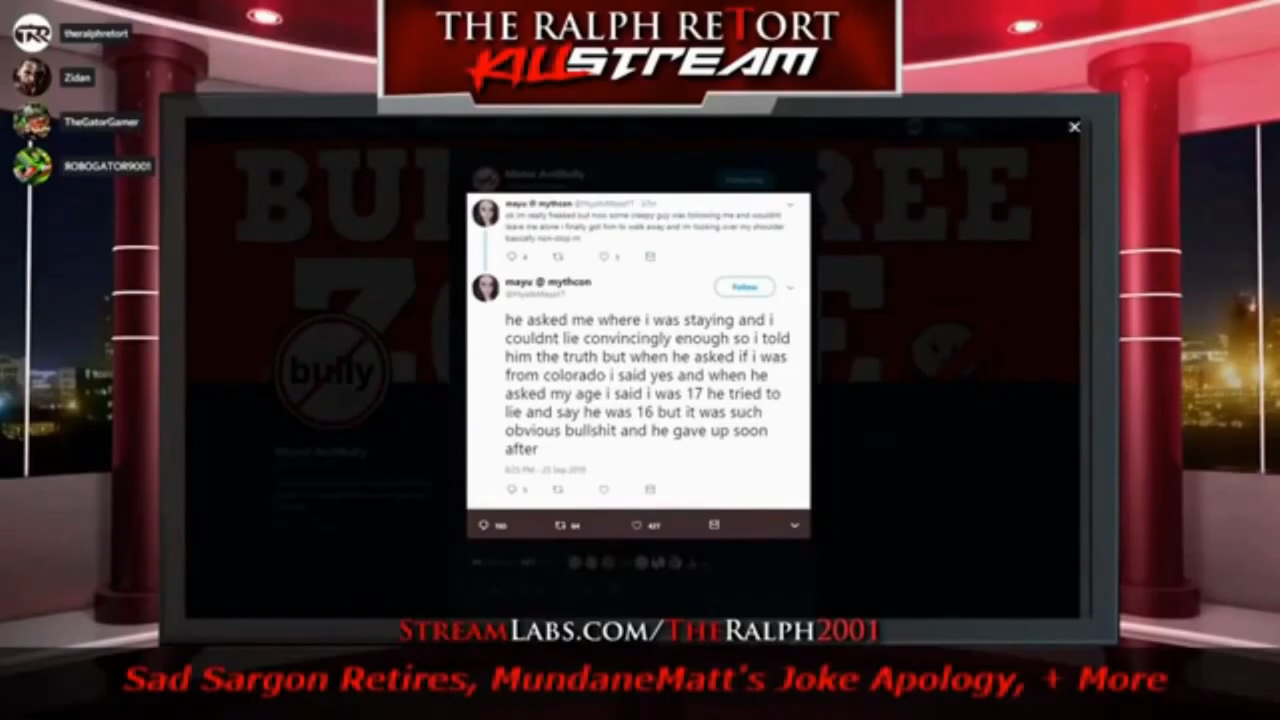 theralphretort
Zidan
TheGatorGamer
ROBOGATOR9001
THE RALPH RETORT
KILLSTREAM
TRR
BU
REE
mayu @ mythcon
ok im really freaked out now some creepy guy was following me and wouldnt
leave me alone i finally got him to walk away and im looking over my shoulder
basically non-stop rn
mayu @ mythcon
Follow
he asked me where i was staying and i
couldnt lie convincingly enough so i told
him the truth but when he asked if i was
from colorado i said yes and when he
asked my age i said i was 17 he tried to
lie and say he was 16 but it was such
obvious bullshit and he gave up soon
after
64
427
bully
STREAMLABS.COM/THERALPH2001
Sad Sargon Retires, MundaneMatt's Joke Apology, + More